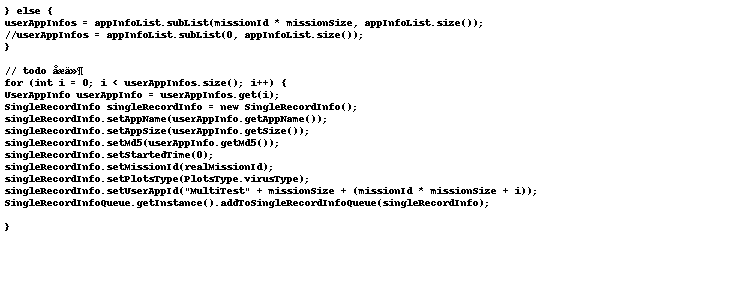 } else {
userAppInfos = appInfoList.subList(missionId * missionSize, appInfoList.size());
//userAppInfos = appInfoList.subList(0, appInfoList.size());
}
// todo åæä»¶
for (int i = 0; i < userAppInfos.size(); i++) {
UserAppInfo userAppInfo = userAppInfos.get(i);
SingleRecordInfo singleRecordInfo = new SingleRecordInfo();
singleRecordInfo.setAppName(userAppInfo.getAppName());
singleRecordInfo.setAppSize(userAppInfo.getSize());
singleRecordInfo.setMd5(userAppInfo.getMd5());
singleRecordInfo.setStartedTime(0);
singleRecordInfo.setMissionId(realMissionId);
singleRecordInfo.setPlotsType(PlotsType.virusType);
singleRecordInfo.setUserAppId("MultiTest" + missionSize + (missionId * missionSize + i));
SingleRecordInfoQueue.getInstance().addToSingleRecordInfoQueue(singleRecordInfo);
}